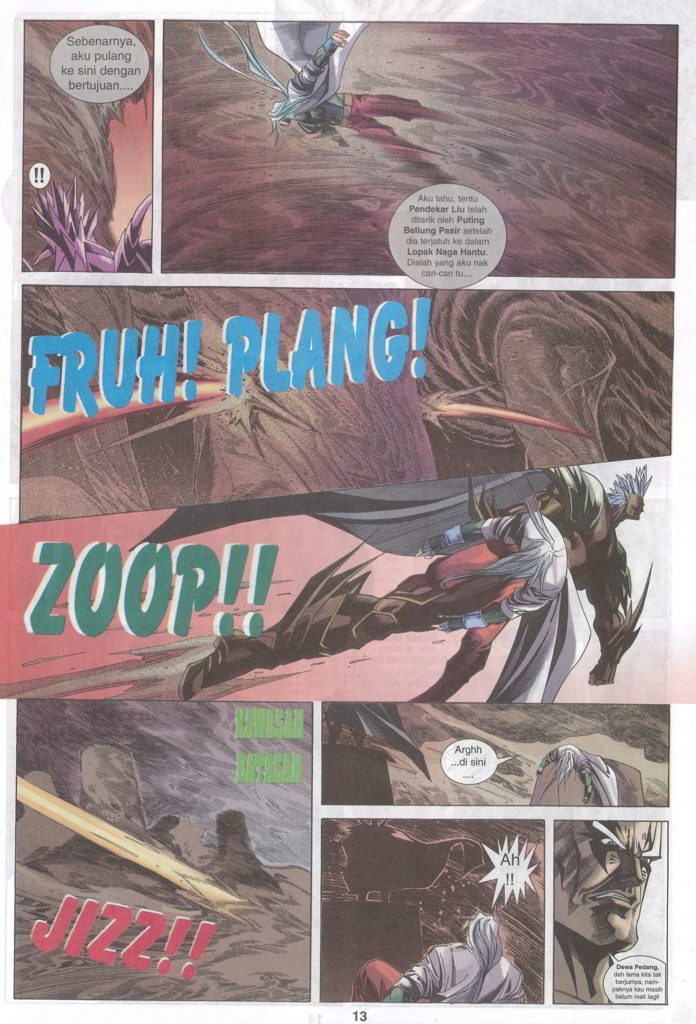 Sebenarnya,
aku pulang
ke sini dengan
bertujuan....
!!
Aku tahu, tentu
Pendekar Liu telah
ditarik oleh Puting
Beliung Pasir setelah
dia terjatuh ke dalam
Lopak Naga Hantu.
Dialah yang aku nak
cari-cari tu....
FRUH! PLANG!
ZOOP!!
KAWASAN
BATASAN
JIZZ!!
Arghh
...di sini
....
Ah
!!
Dewa Pedang,
dah lama kita tak
berjumpa, nam-
paknya kau masih
belum mati lagi!
13